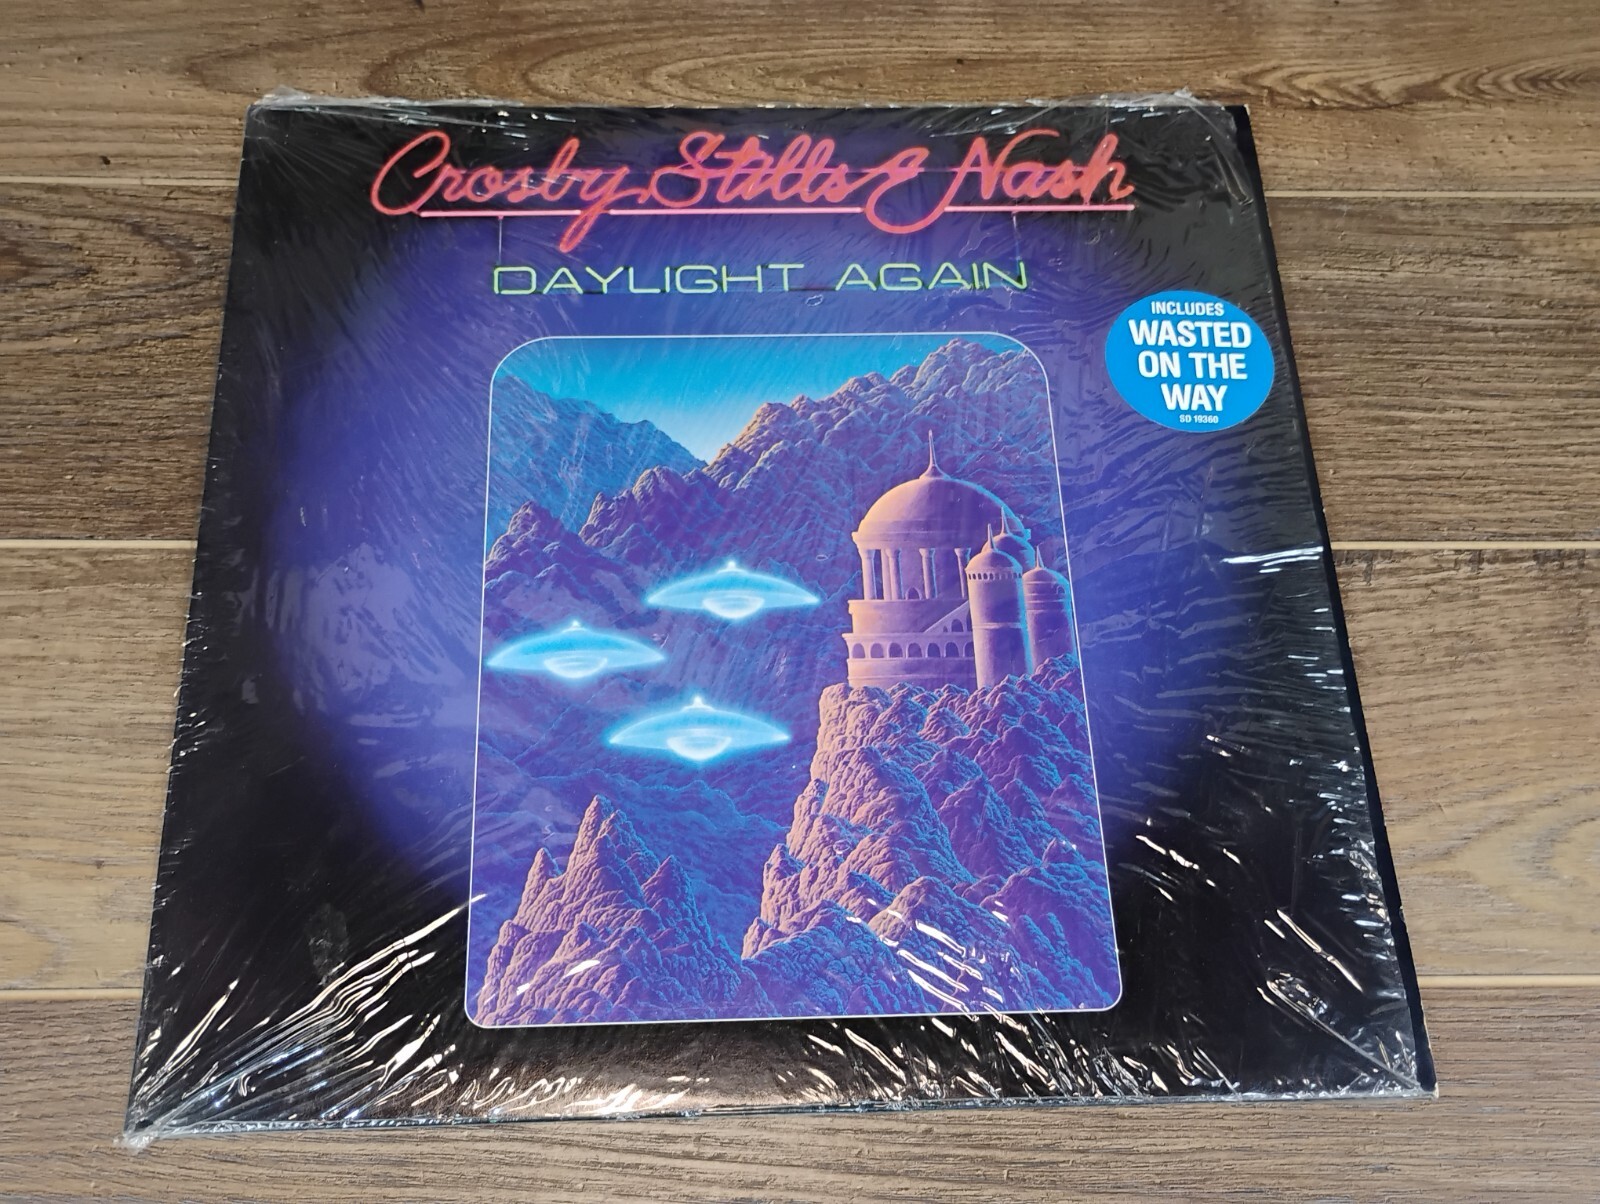 Crosby, Stills & Nash
DAYLIGHT AGAIN
INCLUDES
WASTED
ON THE
WAY
SD 19360